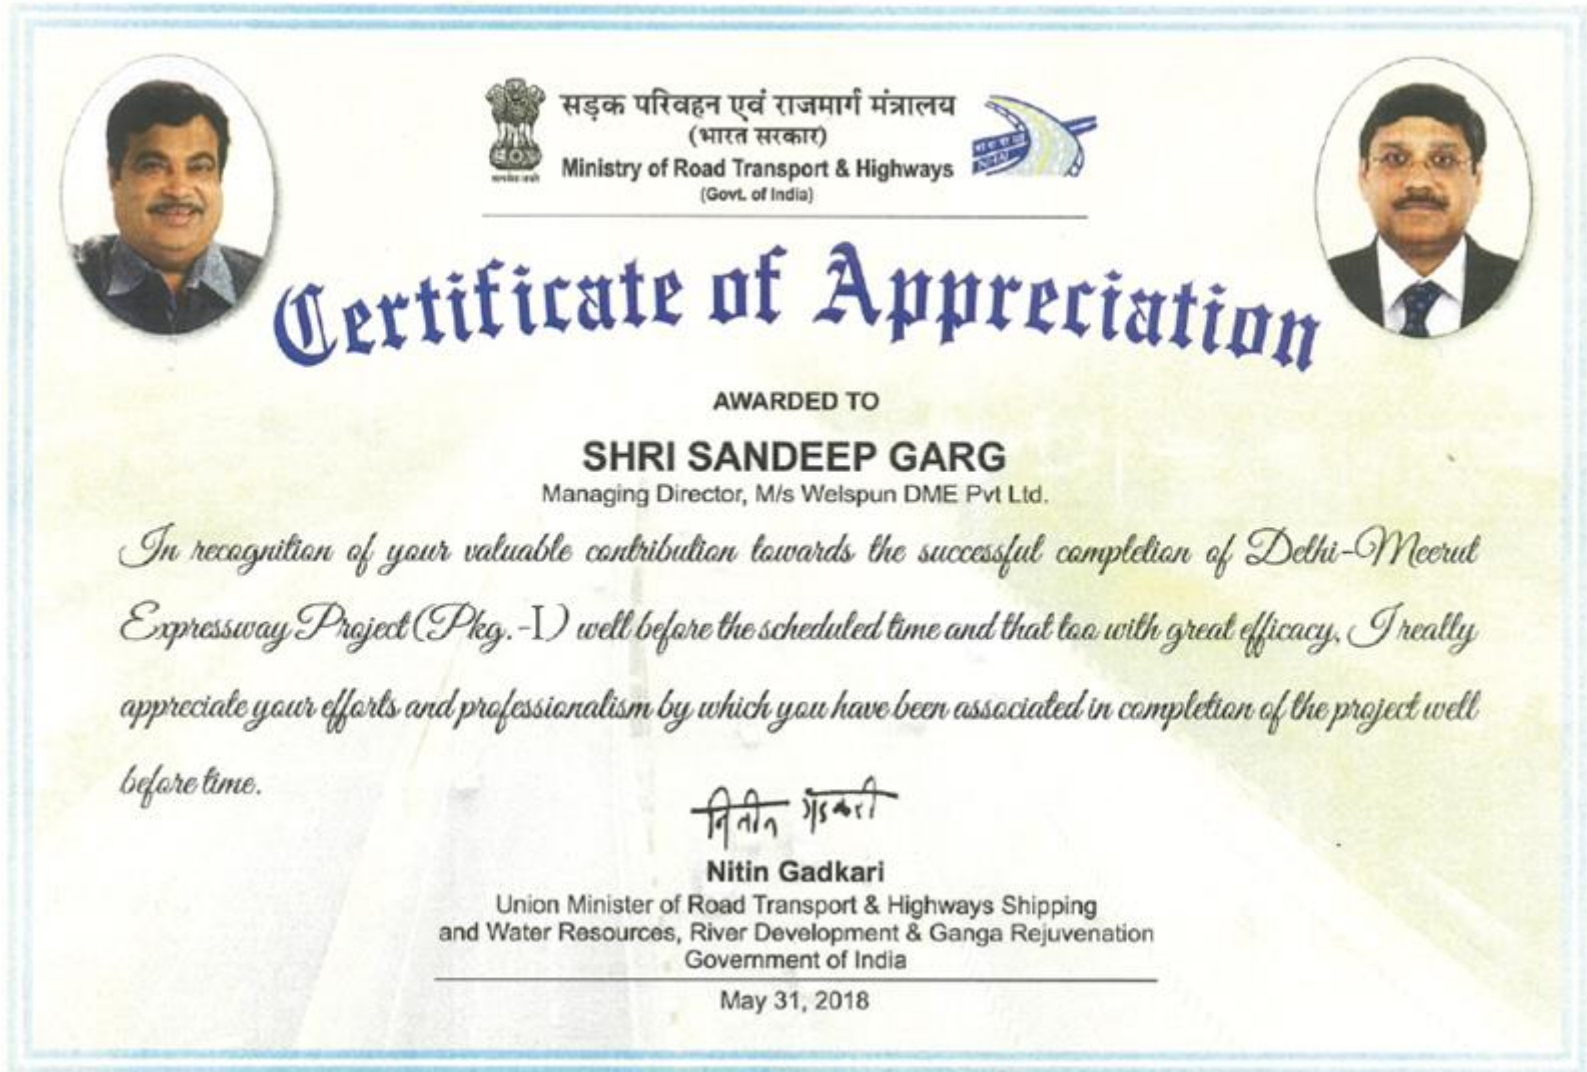 सड़क परिवहन एवं राजमार्ग मंत्रालय
(भारत सरकार)
Ministry of Road Transport & Highways
(Govt. of India)
सत्यमेव जयते
NHAI
Certificate of Appreciation
AWARDED TO
SHRI SANDEEP GARG
Managing Director, M/s Welspun DME Pvt Ltd.
In recognition of your valuable contribution towards the successful completion of Delhi-Meerut
Expressway Project (Pkg.-I) well before the scheduled time and that too with great efficacy, I really
appreciate your efforts and professionalism by which you have been associated in completion of the project well
before time.
नितीन गडकरी
Nitin Gadkari
Union Minister of Road Transport & Highways Shipping
and Water Resources, River Development & Ganga Rejuvenation
Government of India
May 31, 2018